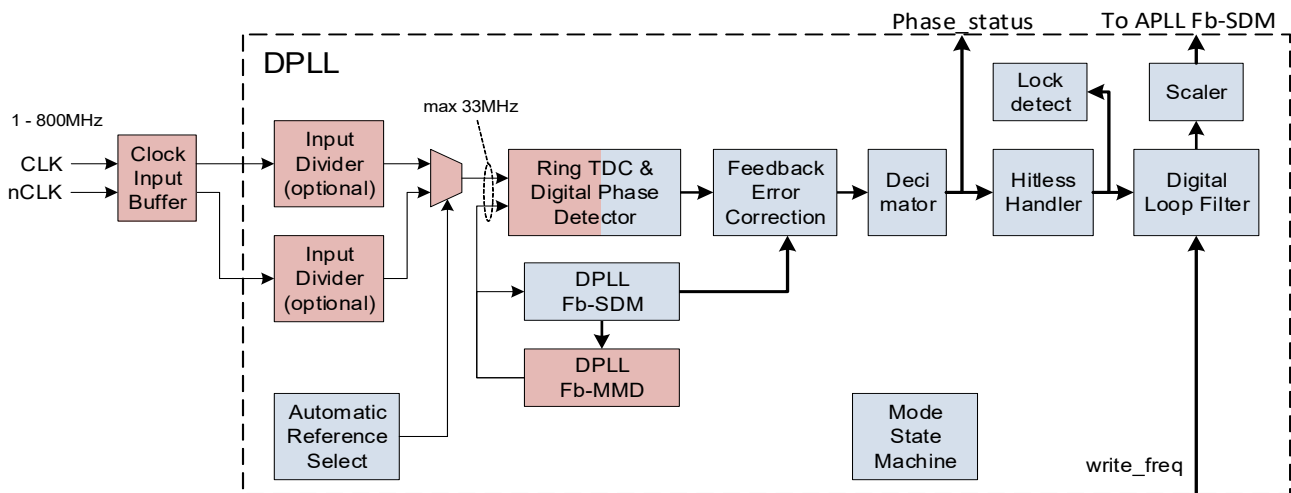 Phase_status
To APLL Fb-SDM
DPLL
1 - 800MHz
CLK
nCLK
Clock
Input
Buffer
Input
Divider
(optional)
Input
Divider
(optional)
max 33MHz
Ring TDC &
Digital Phase
Detector
Feedback
Error
Correction
Deci
mator
Lock
detect
Hitless
Handler
Scaler
Digital
Loop Filter
DPLL
Fb-SDM
DPLL
Fb-MMD
Automatic
Reference
Select
Mode
State
Machine
write_freq